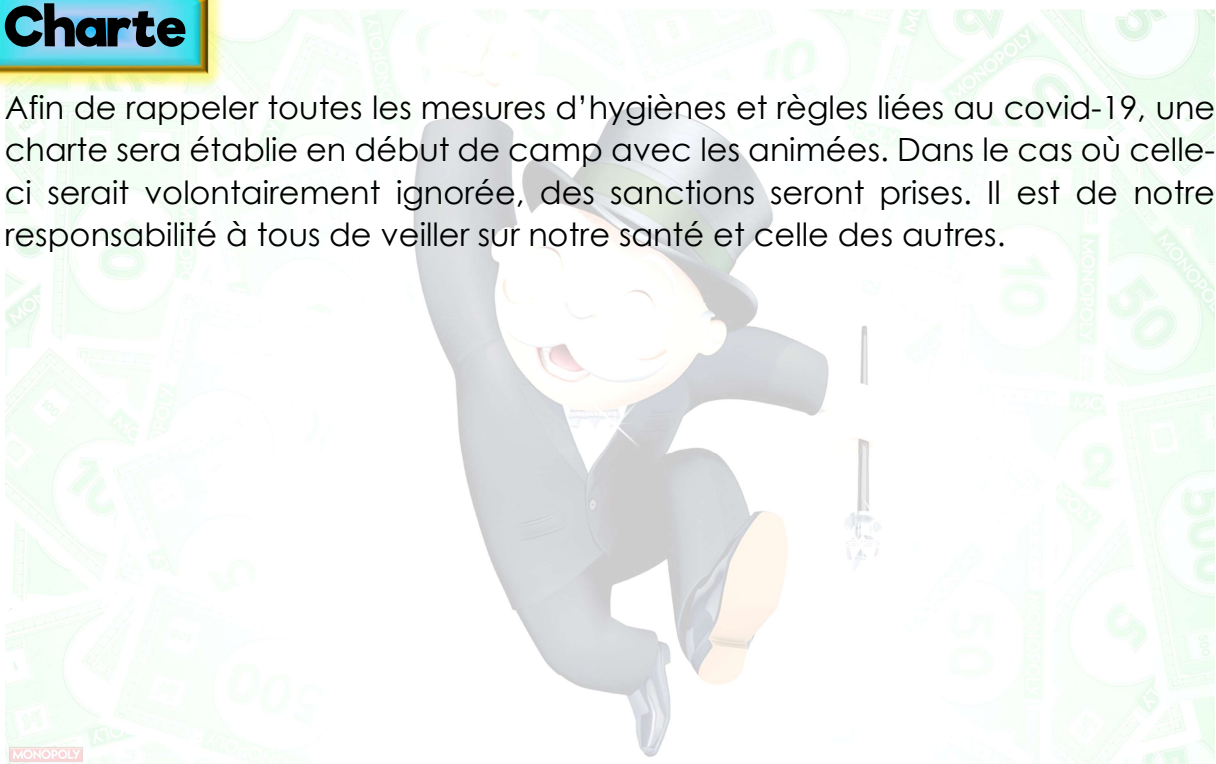 Charte
Afin de rappeler toutes les mesures d’hygiènes et règles liées au covid-19, une
charte sera établie en début de camp avec les animées. Dans le cas où celle-
ci serait volontairement ignorée, des sanctions seront prises. Il est de notre
responsabilité à tous de veiller sur notre santé et celle des autres.
MONOPOLY